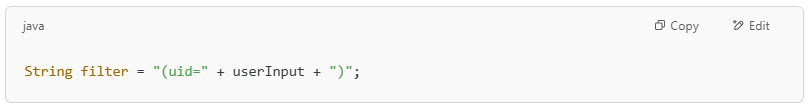 java
Copy
Edit
String filter = "(uid=" + userInput + ")";